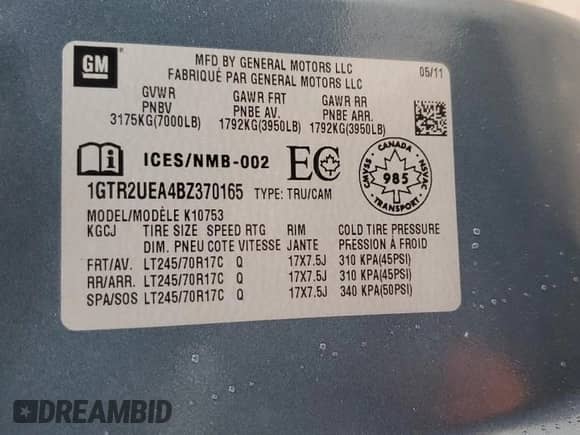 GM
MFD BY GENERAL MOTORS LLC
FABRIQUÉ PAR GENERAL MOTORS LLC
05/11
GVWR GAWR FRT GAWR RR
PNBV PNBE AV. PNBE ARR.
3175KG(7000LB) 1792KG(3950LB) 1792KG(3950LB)
ICES/NMB-002 EC
CANADA
CMVSS 985 NSVAC
TRANSPORT
1GTR2UEA4BZ370165 TYPE: TRU/CAM
MODEL/MODÈLE K10753
KGCJ TIRE SIZE SPEED RTG RIM COLD TIRE PRESSURE
DIM. PNEU COTE VITESSE JANTE PRESSION À FROID
FRT/AV. LT245/70R17C Q 17X7.5J 310 KPA(45PSI)
RR/ARR. LT245/70R17C Q 17X7.5J 310 KPA(45PSI)
SPA/SOS LT245/70R17C Q 17X7.5J 340 KPA(50PSI)
DREAMBID